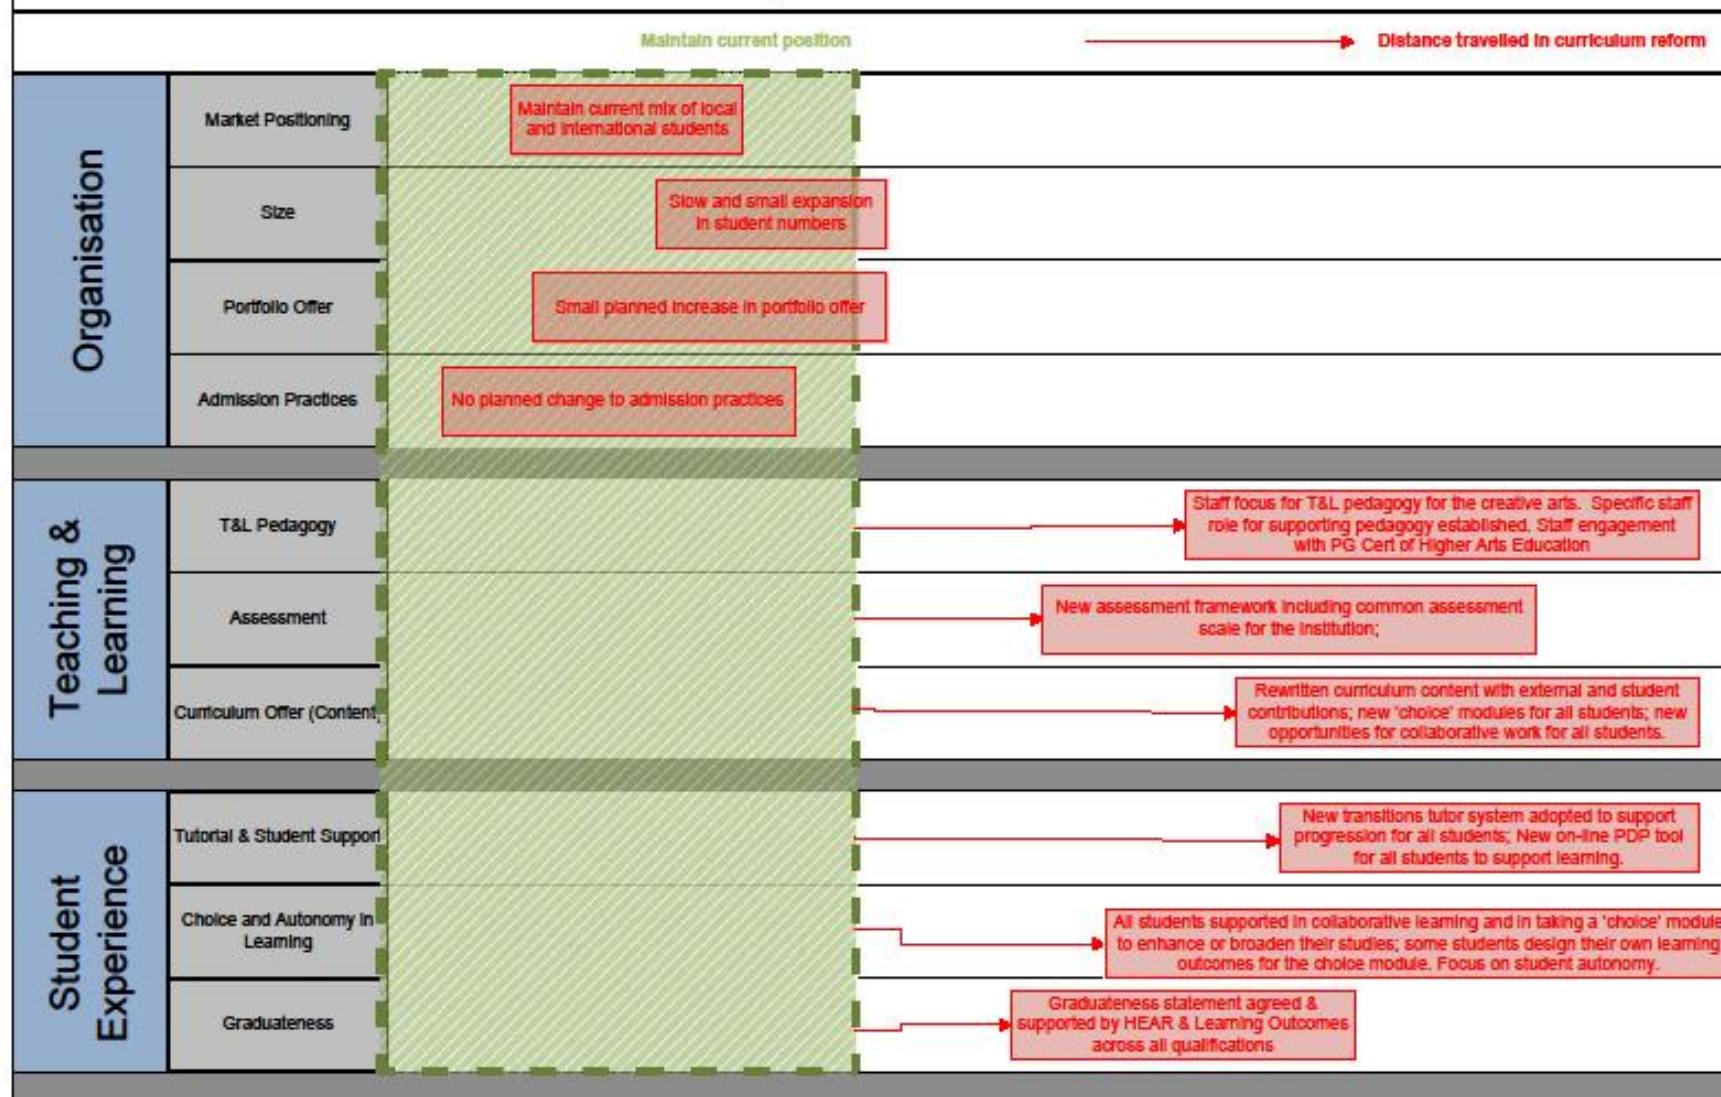 Maintain current position
Distance travelled in curriculum reform
Organisation
Market Positioning
Maintain current mix of local
and international students
Size
Slow and small expansion
in student numbers
Portfolio Offer
Small planned increase in portfolio offer
Admission Practices
No planned change to admission practices
Teaching &
Learning
T&L Pedagogy
Staff focus for T&L pedagogy for the creative arts. Specific staff
role for supporting pedagogy established. Staff engagement
with PG Cert of Higher Arts Education
Assessment
New assessment framework including common assessment
scale for the institution;
Curriculum Offer (Content,
Rewritten curriculum content with external and student
contributions; new 'choice' modules for all students; new
opportunities for collaborative work for all students.
Student
Experience
Tutorial & Student Support
New transitions tutor system adopted to support
progression for all students; New on-line PDP tool
for all students to support learning.
Choice and Autonomy in
Learning
All students supported in collaborative learning and in taking a 'choice' module
to enhance or broaden their studies; some students design their own learning
outcomes for the choice module. Focus on student autonomy.
Graduateness
Graduateness statement agreed &
supported by HEAR & Learning Outcomes
across all qualifications